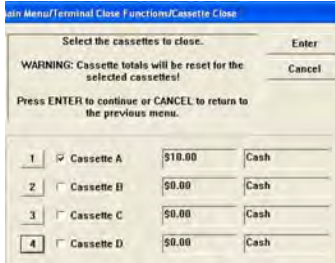 ain Menu/Terminal Close Functions/Cassette Close
Select the cassettes to close.
Enter
WARNING: Cassette totals will be reset for the
selected cassettes!
Cancel
Press ENTER to continue or CANCEL to return to
the previous menu.
1 Cassette A $10.00 Cash
2 Cassette B $0.00 Cash
3 Cassette C $0.00 Cash
4 Cassette D $0.00 Cash